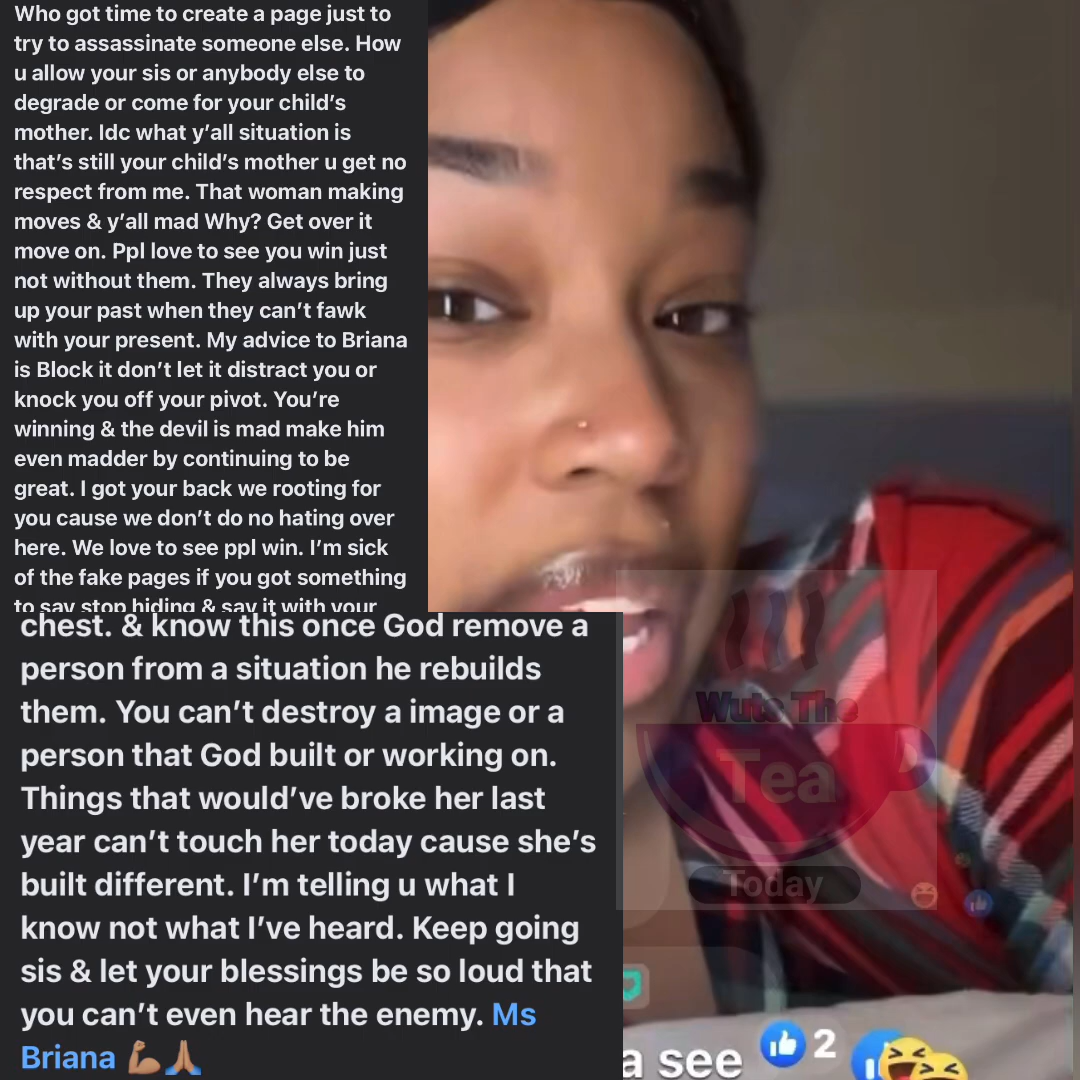 Who got time to create a page just to
try to assassinate someone else. How
u allow your sis or anybody else to
degrade or come for your child's
mother. Idc what y'all situation is
that's still your child's mother u get no
respect from me. That woman making
moves & y'all mad Why? Get over it
move on. Ppl love to see you win just
not without them. They always bring
up your past when they can't fawk
with your present. My advice to Briana
is Block it don't let it distract you or
knock you off your pivot. You're
winning & the devil is mad make him
even madder by continuing to be
great. I got your back we rooting for
you cause we don't do no hating over
here. We love to see ppl win. I'm sick
of the fake pages if you got something
to say stop hiding & say it with your
chest. & know this once God remove a
person from a situation he rebuilds
them. You can't destroy a image or a
person that God built or working on.
Things that would've broke her last
year can't touch her today cause she's
built different. I'm telling u what I
know not what I've heard. Keep going
sis & let your blessings be so loud that
you can't even hear the enemy. Ms
Briana 💪🏽🙏🏽
Wuts The
Tea
Today
a see
2